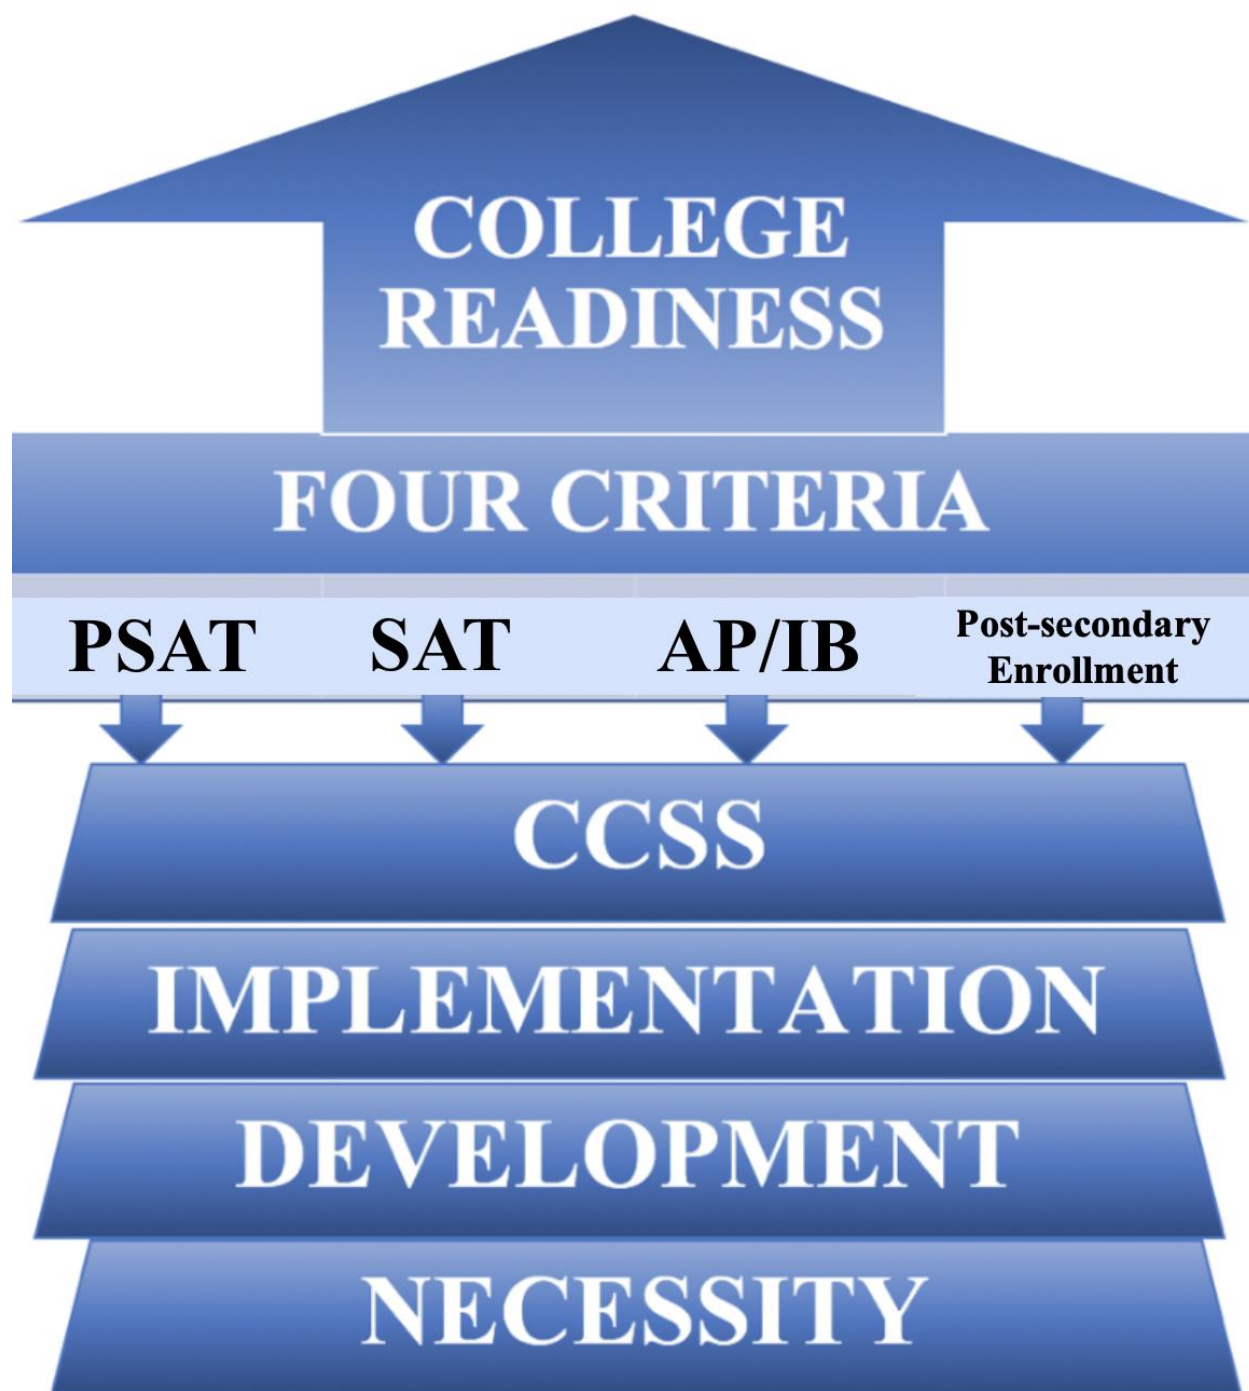 COLLEGE
READINESS
FOUR CRITERIA
PSAT SAT AP/IB Post-secondary
Enrollment
CCSS
IMPLEMENTATION
DEVELOPMENT
NECESSITY